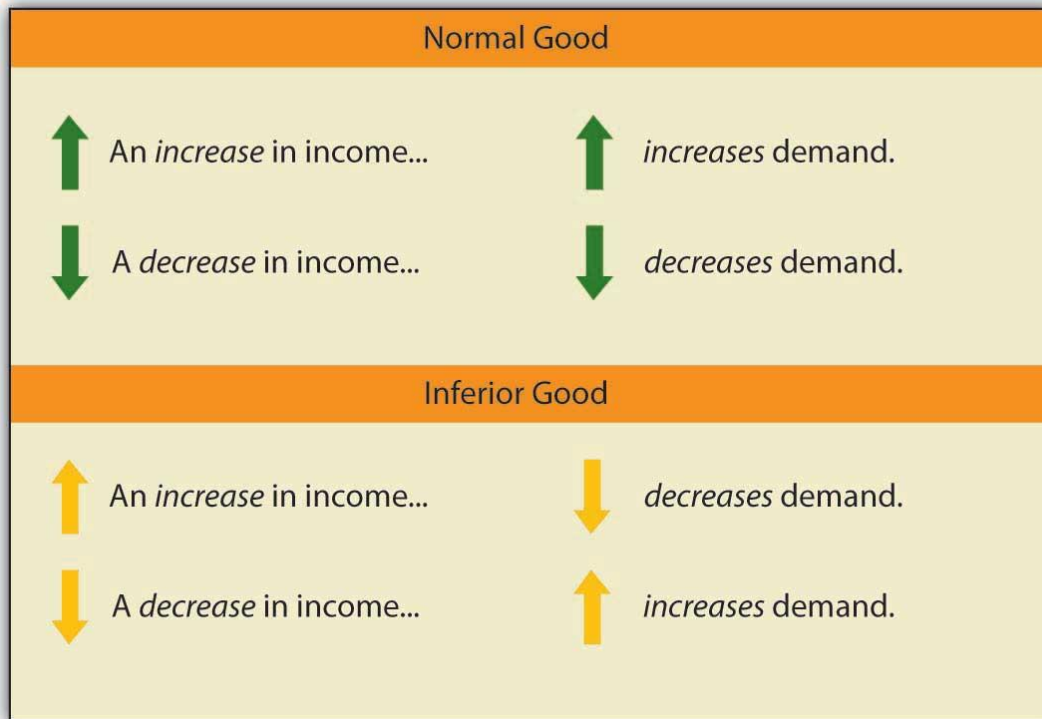 Normal Good
An increase in income... increases demand.
A decrease in income... decreases demand.
Inferior Good
An increase in income... decreases demand.
A decrease in income... increases demand.